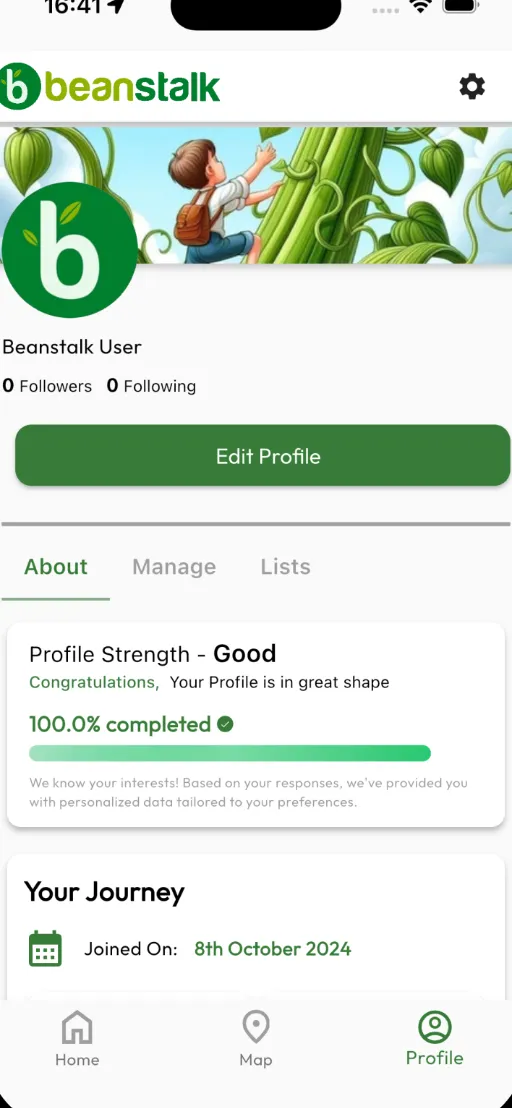 16:41
beanstalk
b
Beanstalk User
0 Followers 0 Following
Edit Profile
About Manage Lists
Profile Strength - Good
Congratulations, Your Profile is in great shape
100.0% completed
We know your interests! Based on your responses, we've provided you
with personalized data tailored to your preferences.
Your Journey
Joined On: 8th October 2024
Home Map Profile